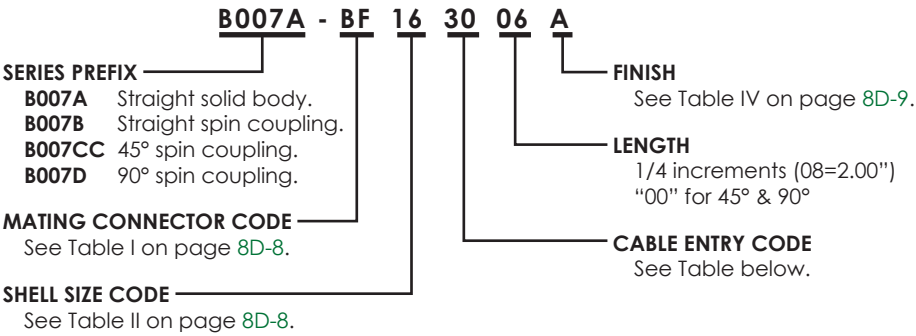 B007A - BF 16 30 06 A
SERIES PREFIX
B007A Straight solid body.
B007B Straight spin coupling.
B007CC 45° spin coupling.
B007D 90° spin coupling.
MATING CONNECTOR CODE
See Table I on page 8D-8.
SHELL SIZE CODE
See Table II on page 8D-8.
FINISH
See Table IV on page 8D-9.
LENGTH
1/4 increments (08=2.00”)
“00” for 45° & 90°
CABLE ENTRY CODE
See Table below.